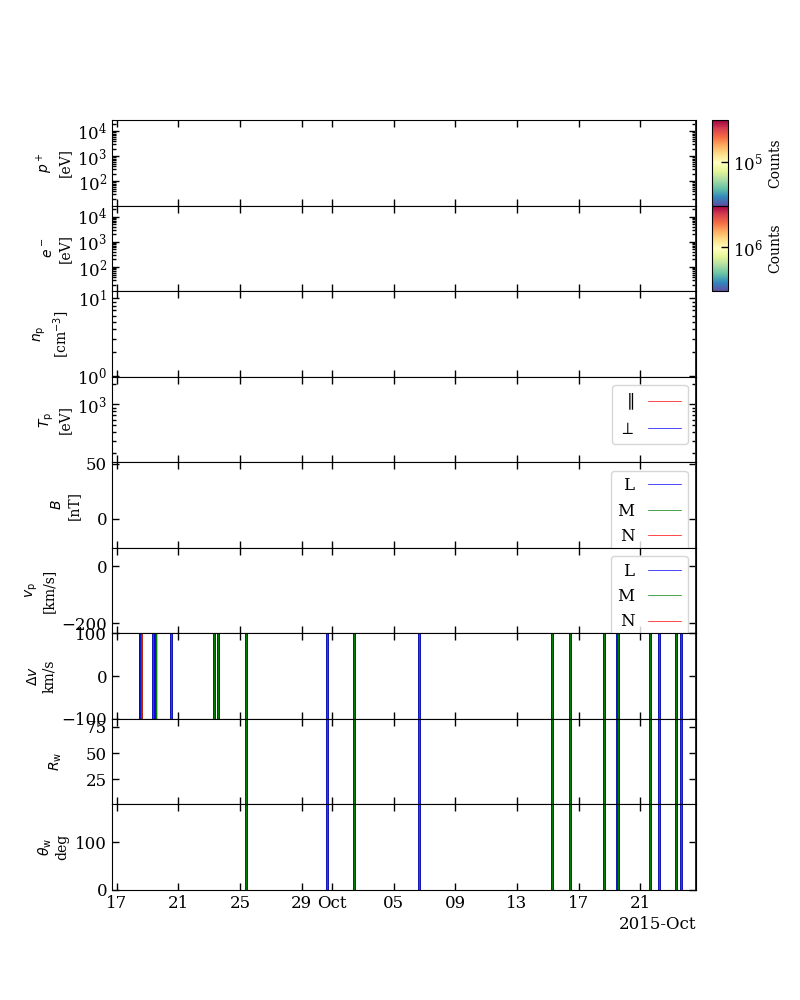 10⁴
10³
10²
p⁺
[eV]
10⁵
Counts
10⁴
10³
10²
e⁻
[eV]
10⁶
Counts
10¹
10⁰
nₚ
[cm⁻³]
10³
Tₚ
[eV]
∥
⊥
50
0
B
[nT]
L
M
N
0
−200
vₚ
[km/s]
L
M
N
100
0
−100
Δv
km/s
75
50
25
R_w
100
0
θ_w
deg
17 21 25 29 Oct 05 09 13 17 21
2015-Oct